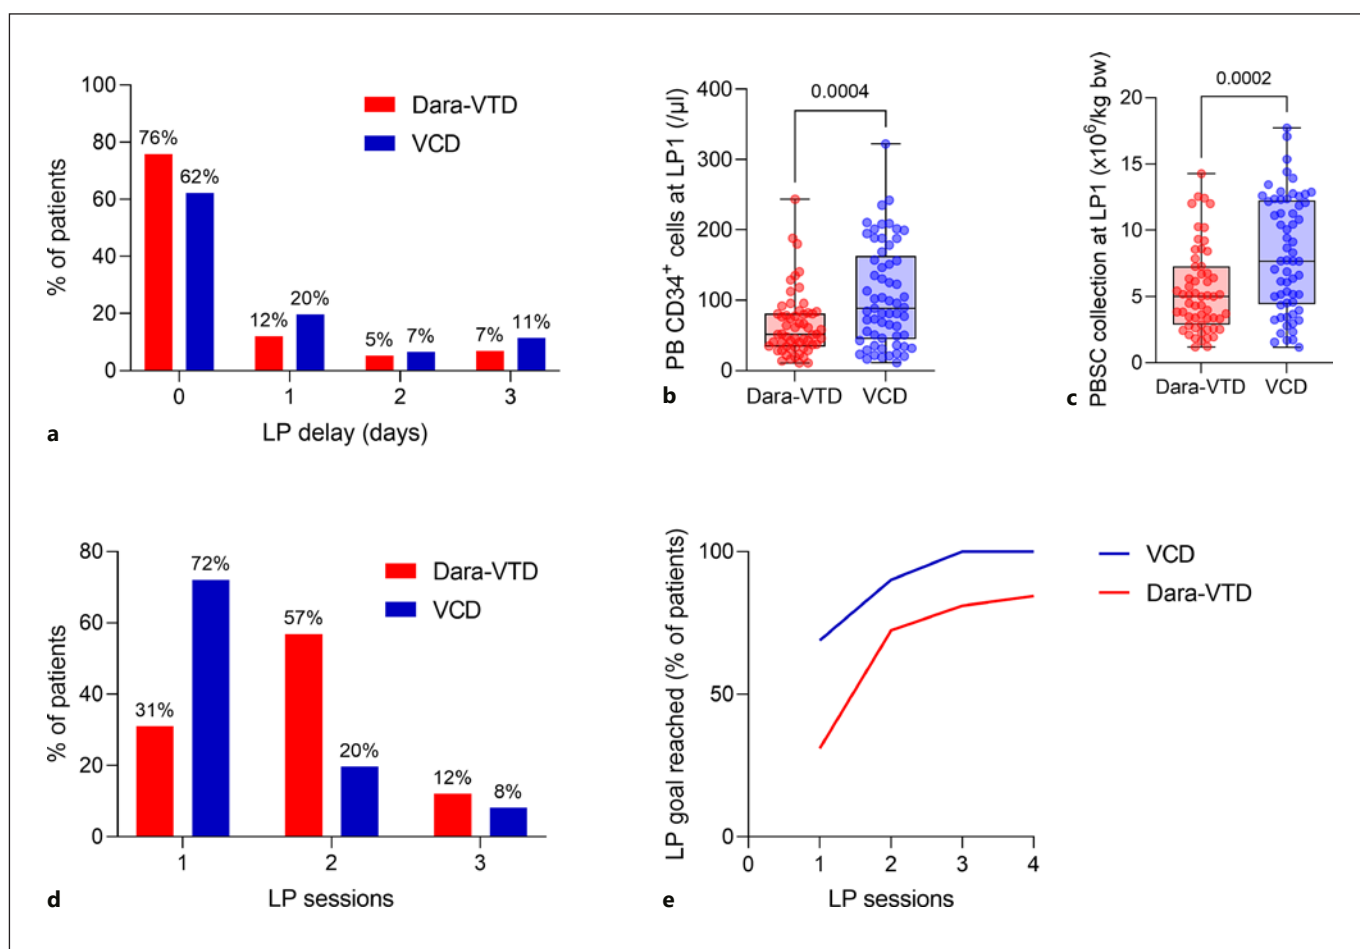 % of patients
100
80
60
40
20
0
76%
62%
12%
20%
5%
7%
7%
11%
Dara-VTD
VCD
0 1 2 3
LP delay (days)
a
PB CD34+ cells at LP1 (/µl)
400
300
200
100
0
0.0004
Dara-VTD VCD
b
PBSC collection at LP1 (x10⁶/kg bw)
20
15
10
5
0
0.0002
Dara-VTD VCD
c
% of patients
80
60
40
20
0
31%
72%
57%
20%
12%
8%
Dara-VTD
VCD
1 2 3
LP sessions
d
LP goal reached (% of patients)
100
50
0
VCD
Dara-VTD
0 1 2 3 4
LP sessions
e